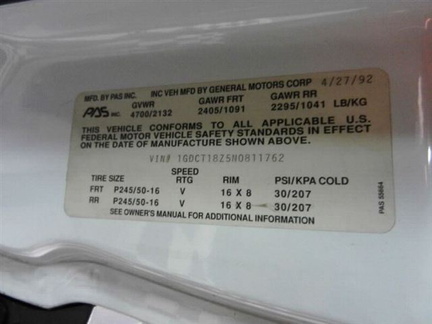 MFD. BY PAS INC. INC VEH MFD BY GENERAL MOTORS CORP 4/27/92
PAS INC. GVWR GAWR FRT GAWR RR
4700/2132 2405/1091 2295/1041 LB/KG
THIS VEHICLE CONFORMS TO ALL APPLICABLE U.S.
FEDERAL MOTOR VEHICLE SAFETY STANDARDS IN EFFECT
ON THE DATE OF MANUFACTURE SHOWN ABOVE.
VIN# 1GDCT18Z5N0811762
TIRE SIZE SPEED RTG RIM PSI/KPA COLD
FRT P245/50-16 V 16 X 8 30/207
RR P245/50-16 V 16 X 8 30/207
SEE OWNER'S MANUAL FOR ADDITIONAL INFORMATION